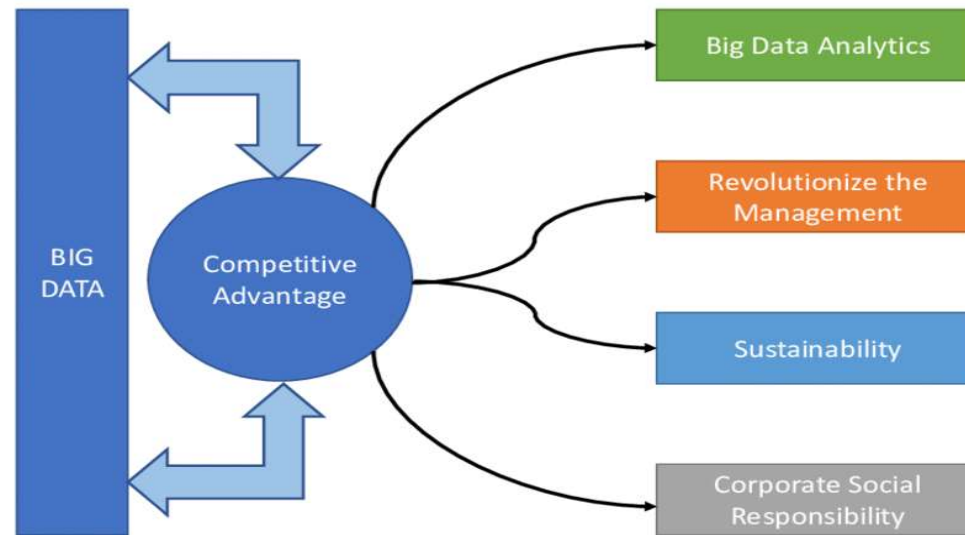 BIG
DATA
Competitive
Advantage
Big Data Analytics
Revolutionize the
Management
Sustainability
Corporate Social
Responsibility